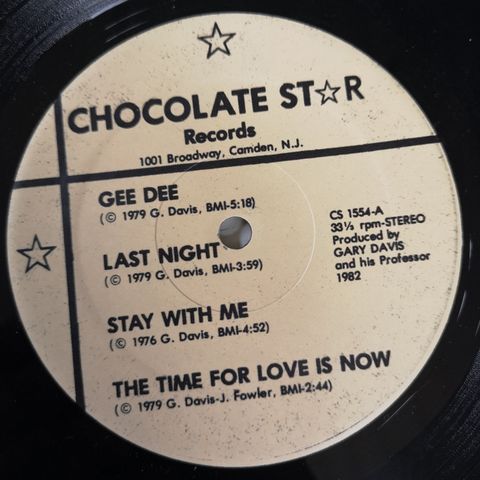 CHOCOLATE ST☆R
Records
1001 Broadway, Camden, N.J.
GEE DEE
(© 1979 G. Davis, BMI-5:18)
LAST NIGHT
(© 1979 G. Davis, BMI-3:59)
STAY WITH ME
(© 1976 G. Davis, BMI-4:52)
THE TIME FOR LOVE IS NOW
(© 1979 G. Davis-J. Fowler, BMI-2:44)
CS 1554-A
33⅓ rpm-STEREO
Produced by
GARY DAVIS
and his Professor
1982